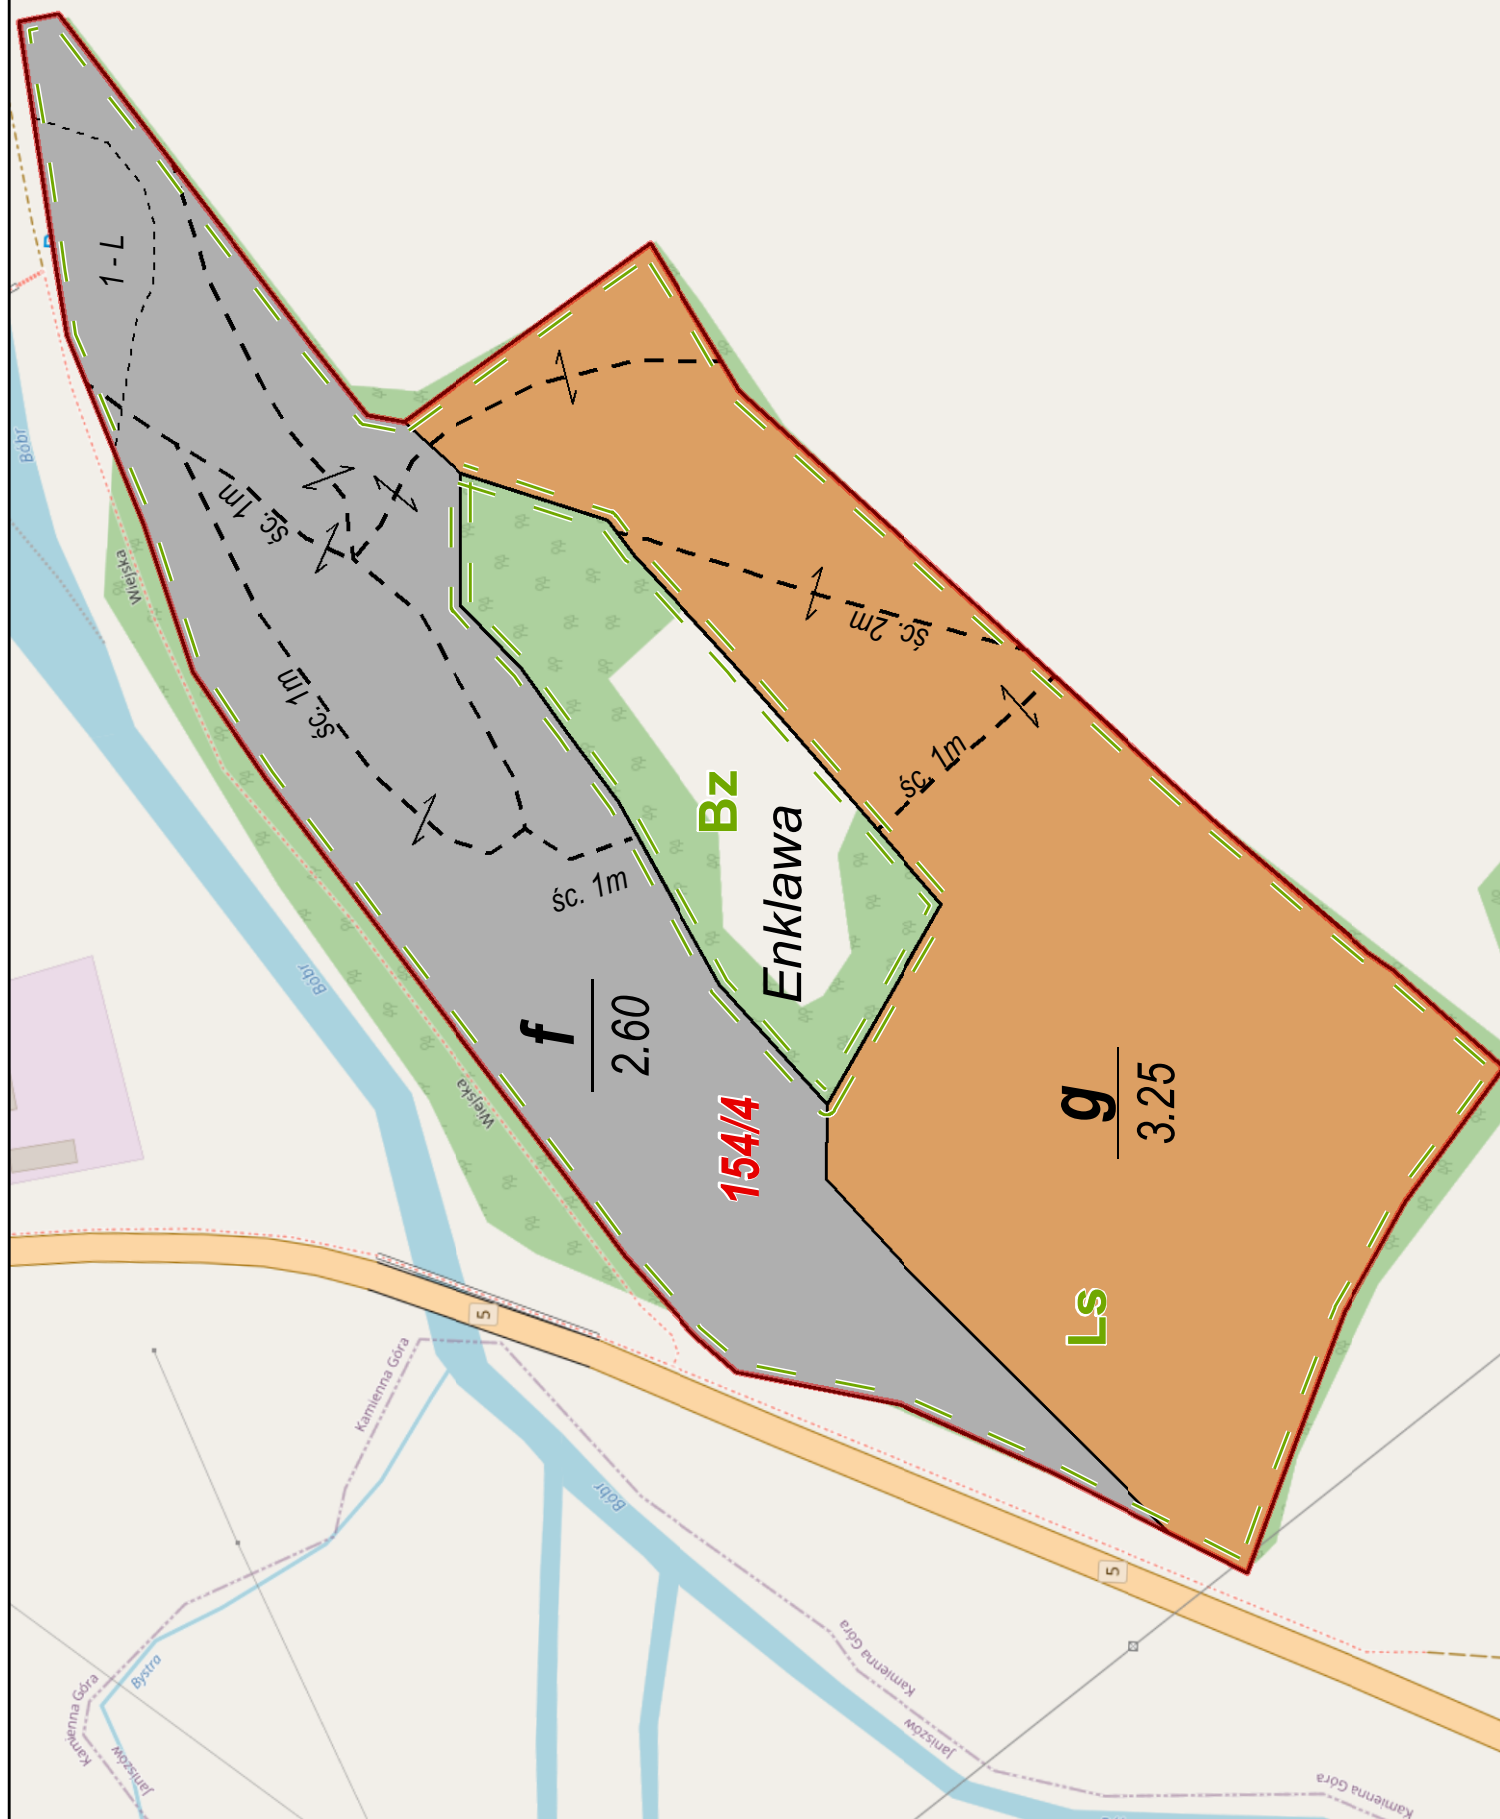 1 - L
Bóbr
Wiejska
śc. 1m
śc. 1m
śc. 2m
śc. 1m
śc. 1m
Bz
Enklawa
Bóbr
Wiejska
f
2.60
154/4
g
3.25
Ls
5
Kamienna Góra
Bóbr
5
Kamienna Góra
Janiszów
Bystra
Kamienna Góra
Janiszów
Kamienna Góra